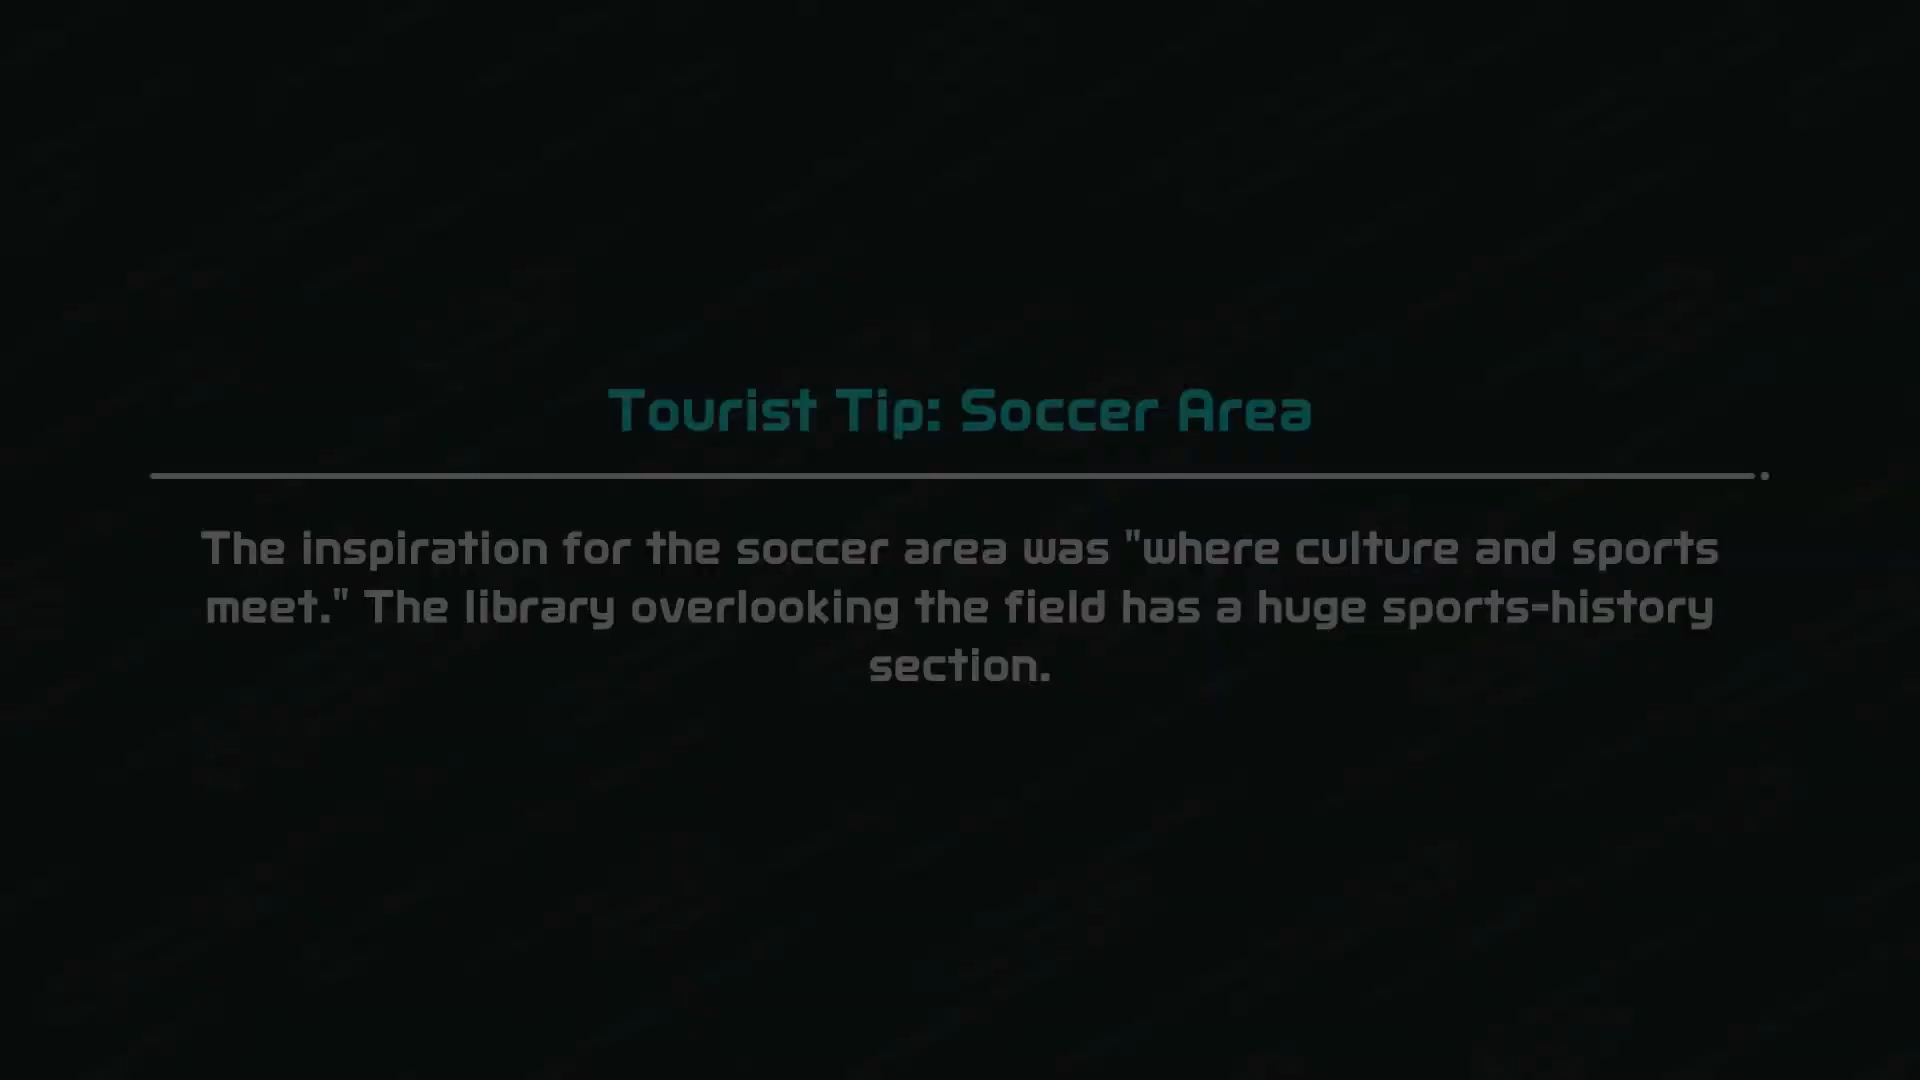 Tourist Tip: Soccer Area
The inspiration for the soccer area was "where culture and sports
meet." The library overlooking the field has a huge sports-history
section.